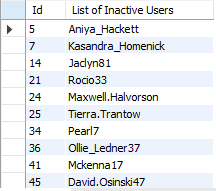 Id List of Inactive Users
5 Aniya_Hackett
7 Kasandra_Homenick
14 Jaclyn81
21 Rocio33
24 Maxwell.Halvorson
25 Tierra.Trantow
34 Pearl7
36 Ollie_Ledner37
41 Mckenna17
45 David.Osinski47